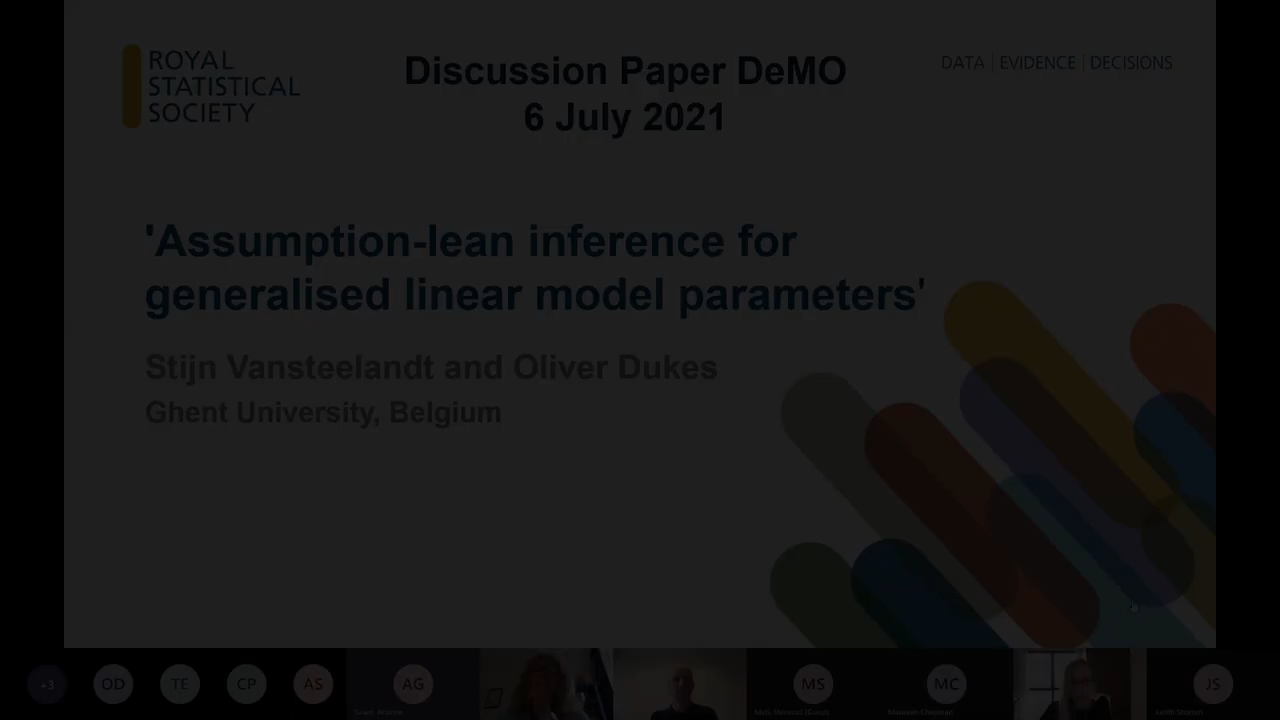 ROYAL
STATISTICAL
SOCIETY
Discussion Paper DeMO
6 July 2021
DATA | EVIDENCE | DECISIONS
'Assumption-lean inference for
generalised linear model parameters'
Stijn Vansteelandt and Oliver Dukes
Ghent University, Belgium
+3
OD
TE
CP
AS
AG
MS
MC
JS